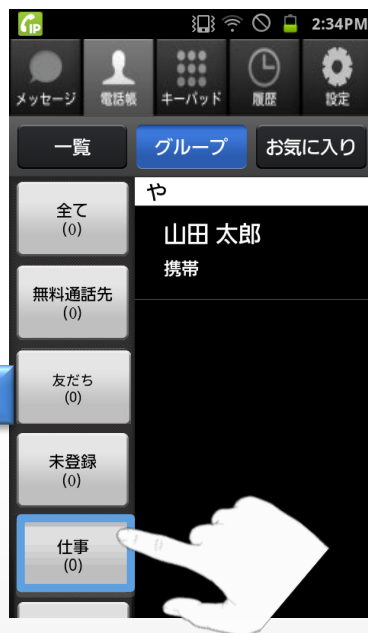 iP
2:34PM
メッセージ
電話帳
キーパッド
履歴
設定
一覧
グループ
お気に入り
全て
(0)
無料通話先
(0)
友だち
(0)
未登録
(0)
仕事
(0)
や
山田 太郎
携帯